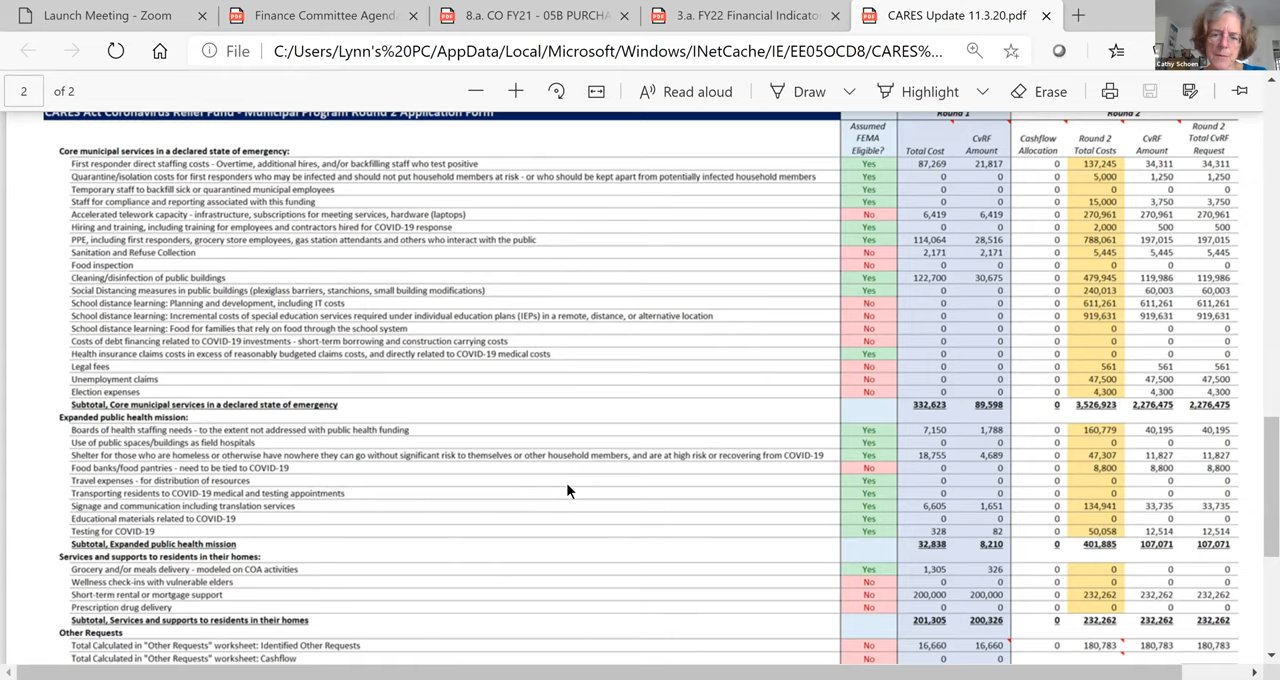 Launch Meeting - Zoom
Finance Committee Agend
8.a. CO FY21 - 05B PURCHA
3.a. FY22 Financial Indicato
CARES Update 11.3.20.pdf
File C:/Users/Lynn's%20PC/AppData/Local/Microsoft/Windows/INetCache/IE/EE05OCD8/CARES%...
Cathy Schoen
2 of 2 Read aloud Draw Highlight Erase
CARES Act Coronavirus Relief Fund - Municipal Program Round 2 Application Form Round 1 Round 2
Assumed FEMA Eligible? Total Cost CvRF Amount Cashflow Allocation Round 2 Total Costs CvRF Amount Round 2 Total CvRF Request
Core municipal services in a declared state of emergency:
First responder direct staffing costs - Overtime, additional hires, and/or backfilling staff who test positive Yes 87,269 21,817 0 137,245 34,311 34,311
Quarantine/isolation costs for first responders who may be infected and should not put household members at risk - or who should be kept apart from potentially infected household members Yes 0 0 0 5,000 1,250 1,250
Temporary staff to backfill sick or quarantined municipal employees Yes 0 0 0 0 0 0
Staff for compliance and reporting associated with this funding Yes 0 0 0 15,000 3,750 3,750
Accelerated telework capacity - infrastructure, subscriptions for meeting services, hardware (laptops) No 6,419 6,419 0 270,961 270,961 270,961
Hiring and training, including training for employees and contractors hired for COVID-19 response Yes 0 0 0 2,000 500 500
PPE, including first responders, grocery store employees, gas station attendants and others who interact with the public Yes 114,064 28,516 0 788,061 197,015 197,015
Sanitation and Refuse Collection No 2,171 2,171 0 5,445 5,445 5,445
Food inspection No 0 0 0 0 0 0
Cleaning/disinfection of public buildings Yes 122,700 30,675 0 479,945 119,986 119,986
Social Distancing measures in public buildings (plexiglass barriers, stanchions, small building modifications) Yes 0 0 0 240,013 60,003 60,003
School distance learning: Planning and development, including IT costs No 0 0 0 611,261 611,261 611,261
School distance learning: Incremental costs of special education services required under individual education plans (IEPs) in a remote, distance, or alternative location No 0 0 0 919,631 919,631 919,631
School distance learning: Food for families that rely on food through the school system No 0 0 0 0 0 0
Costs of debt financing related to COVID-19 investments - short-term borrowing and construction carrying costs No 0 0 0 0 0 0
Health insurance claims costs in excess of reasonably budgeted claims costs, and directly related to COVID-19 medical costs Yes 0 0 0 0 0 0
Legal fees No 0 0 0 561 561 561
Unemployment claims No 0 0 0 47,500 47,500 47,500
Election expenses No 0 0 0 4,300 4,300 4,300
Subtotal, Core municipal services in a declared state of emergency 332,623 89,598 0 3,526,923 2,276,475 2,276,475
Expanded public health mission:
Boards of health staffing needs - to the extent not addressed with public health funding Yes 7,150 1,788 0 160,779 40,195 40,195
Use of public spaces/buildings as field hospitals Yes 0 0 0 0 0 0
Shelter for those who are homeless or otherwise have nowhere they can go without significant risk to themselves or other household members, and are at high risk or recovering from COVID-19 Yes 18,755 4,689 0 47,307 11,827 11,827
Food banks/food pantries - need to be tied to COVID-19 No 0 0 0 8,800 8,800 8,800
Travel expenses - for distribution of resources Yes 0 0 0 0 0 0
Transporting residents to COVID-19 medical and testing appointments Yes 0 0 0 0 0 0
Signage and communication including translation services Yes 6,605 1,651 0 134,941 33,735 33,735
Educational materials related to COVID-19 Yes 0 0 0 0 0 0
Testing for COVID-19 Yes 328 82 0 50,058 12,514 12,514
Subtotal, Expanded public health mission 32,838 8,210 0 401,885 107,071 107,071
Services and supports to residents in their homes:
Grocery and/or meals delivery - modeled on COA activities Yes 1,305 326 0 0 0 0
Wellness check-ins with vulnerable elders No 0 0 0 0 0 0
Short-term rental or mortgage support No 200,000 200,000 0 232,262 232,262 232,262
Prescription drug delivery No 0 0 0 0 0 0
Subtotal, Services and supports to residents in their homes 201,305 200,326 0 232,262 232,262 232,262
Other Requests
Total Calculated in "Other Requests" worksheet: Identified Other Requests No 16,660 16,660 0 180,783 180,783 180,783
Total Calculated in "Other Requests" worksheet: Cashflow No 0 0 0 0 0 0